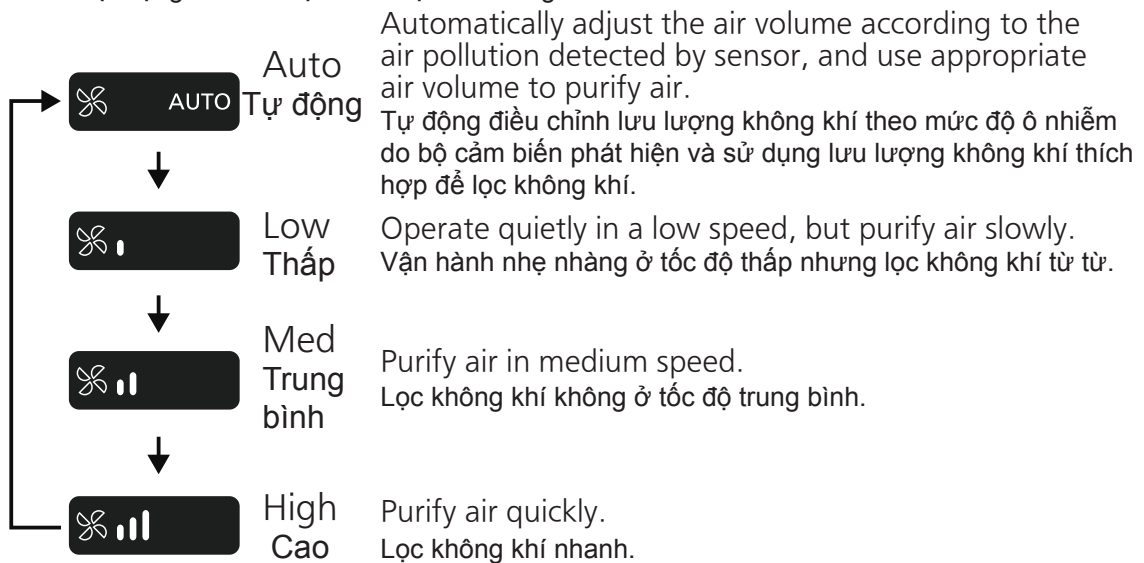 Auto
Tự động
AUTO
Automatically adjust the air volume according to the
air pollution detected by sensor, and use appropriate
air volume to purify air.
Tự động điều chỉnh lưu lượng không khí theo mức độ ô nhiễm
do bộ cảm biến phát hiện và sử dụng lưu lượng không khí thích
hợp để lọc không khí.
Low
Thấp
Operate quietly in a low speed, but purify air slowly.
Vận hành nhẹ nhàng ở tốc độ thấp nhưng lọc không khí từ từ.
Med
Trung
bình
Purify air in medium speed.
Lọc không khí không ở tốc độ trung bình.
High
Cao
Purify air quickly.
Lọc không khí nhanh.